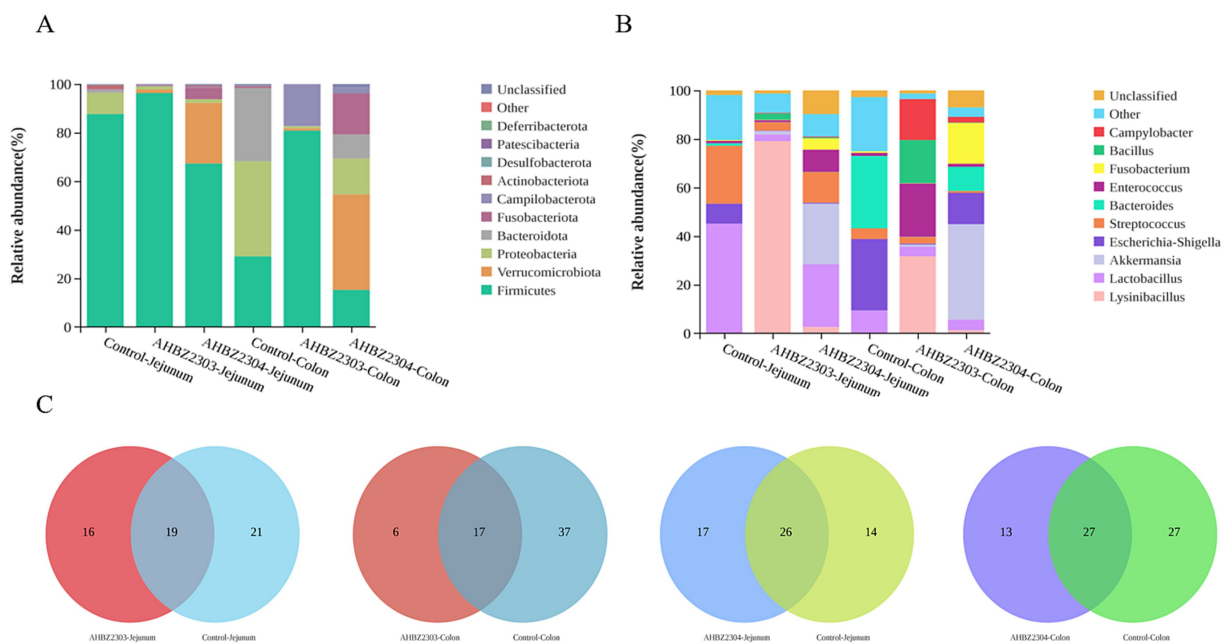 A
Relative abundance(%)
100
80
60
40
20
0
Control-Jejunum
AHBZ2303-Jejunum
AHBZ2304-Jejunum
Control-Colon
AHBZ2303-Colon
AHBZ2304-Colon
Unclassified
Other
Deferribacterota
Patescibacteria
Desulfobacterota
Actinobacteriota
Campilobacterota
Fusobacteriota
Bacteroidota
Proteobacteria
Verrucomicrobiota
Firmicutes
B
Relative abundance(%)
100
80
60
40
20
0
Control-Jejunum
AHBZ2303-Jejunum
AHBZ2304-Jejunum
Control-Colon
AHBZ2303-Colon
AHBZ2304-Colon
Unclassified
Other
Campylobacter
Bacillus
Fusobacterium
Enterococcus
Bacteroides
Streptococcus
Escherichia-Shigella
Akkermansia
Lactobacillus
Lysinibacillus
C
16 19 21
AHBZ2303-Jejunum Control-Jejunum
6 17 37
AHBZ2303-Colon Control-Colon
17 26 14
AHBZ2304-Jejunum Control-Jejunum
13 27 27
AHBZ2304-Colon Control-Colon